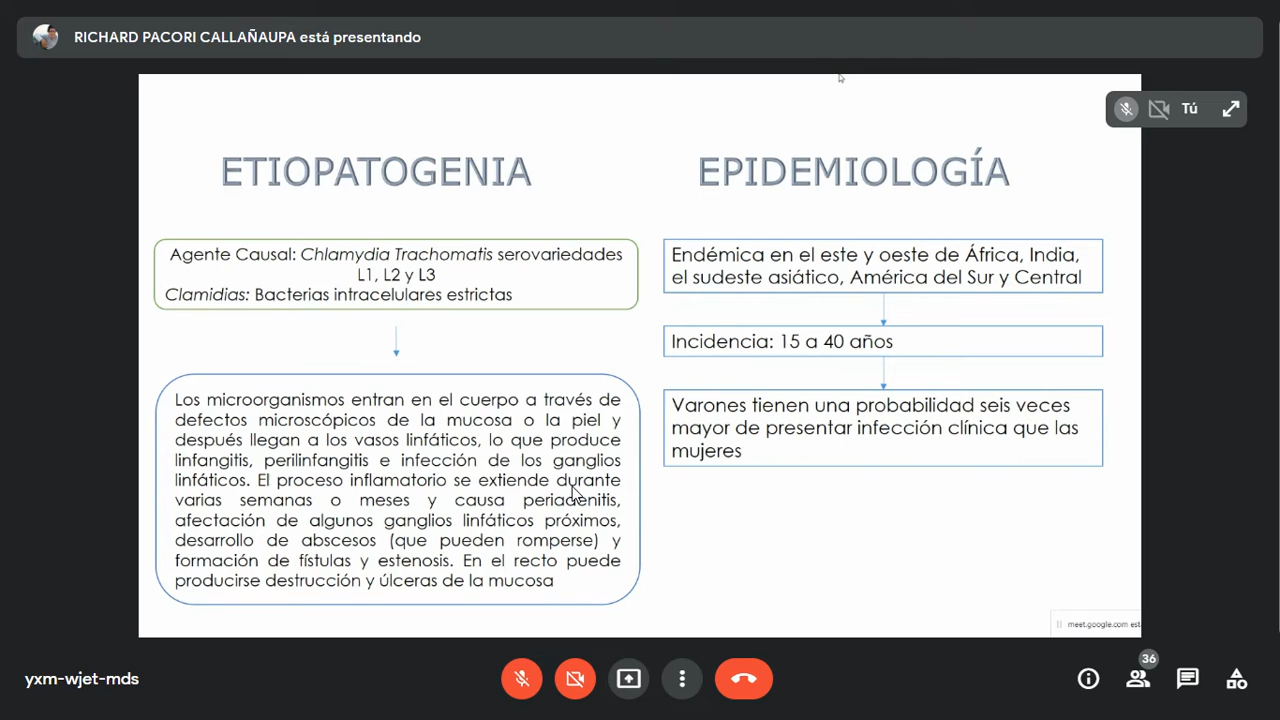 RICHARD PACORI CALLAÑAUPA está presentando
Tú
ETIOPATOGENIA
Agente Causal: Chlamydia Trachomatis serovariedades
L1, L2 y L3
Clamidias: Bacterias intracelulares estrictas
Los microorganismos entran en el cuerpo a través de
defectos microscópicos de la mucosa o la piel y
después llegan a los vasos linfáticos, lo que produce
linfangitis, perilinfangitis e infección de los ganglios
linfáticos. El proceso inflamatorio se extiende durante
varias semanas o meses y causa periadenitis,
afectación de algunos ganglios linfáticos próximos,
desarrollo de abscesos (que pueden romperse) y
formación de fístulas y estenosis. En el recto puede
producirse destrucción y úlceras de la mucosa
EPIDEMIOLOGÍA
Endémica en el este y oeste de África, India,
el sudeste asiático, América del Sur y Central
Incidencia: 15 a 40 años
Varones tienen una probabilidad seis veces
mayor de presentar infección clínica que las
mujeres
meet.google.com est
yxm-wjet-mds
36